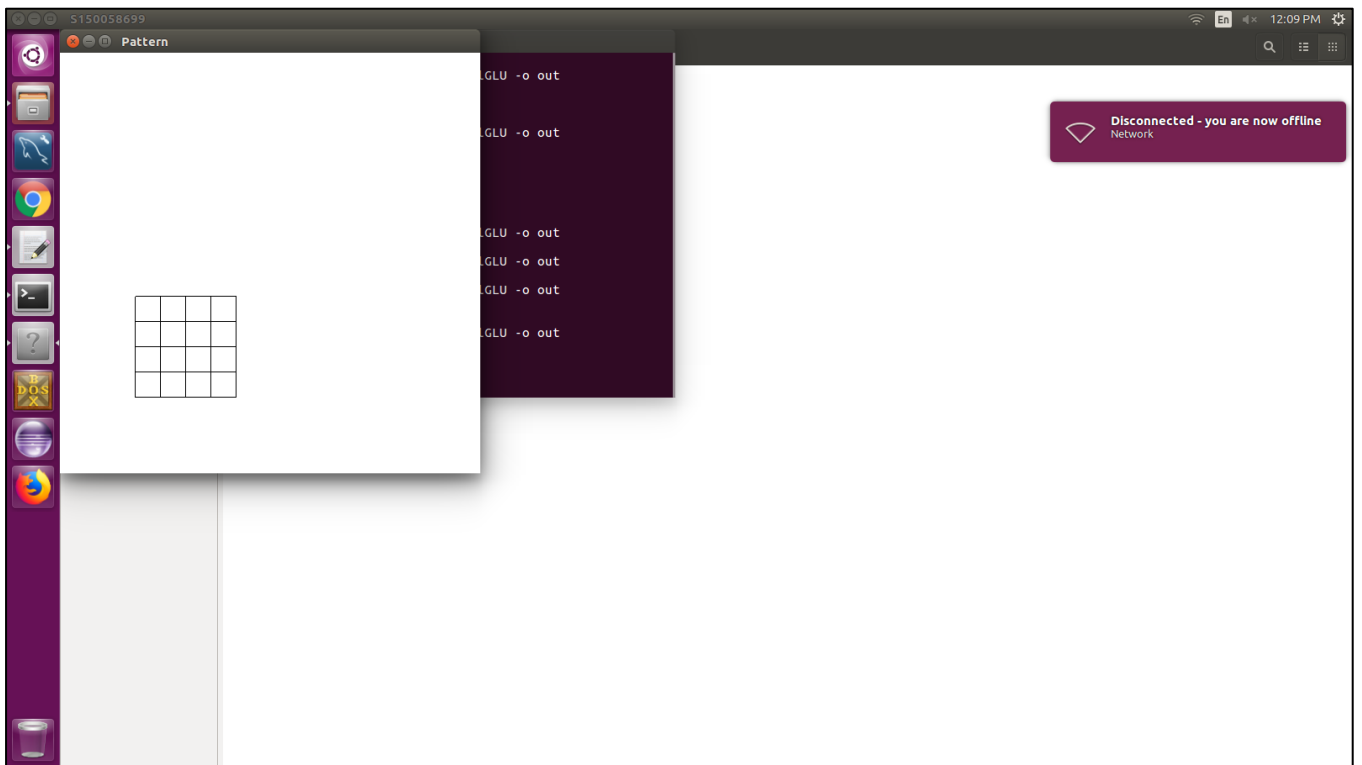 S150058699
En
12:09 PM
Pattern
lGLU -o out
lGLU -o out
lGLU -o out
lGLU -o out
lGLU -o out
lGLU -o out
Disconnected - you are now offline
Network
>_
?
B
DOS
X